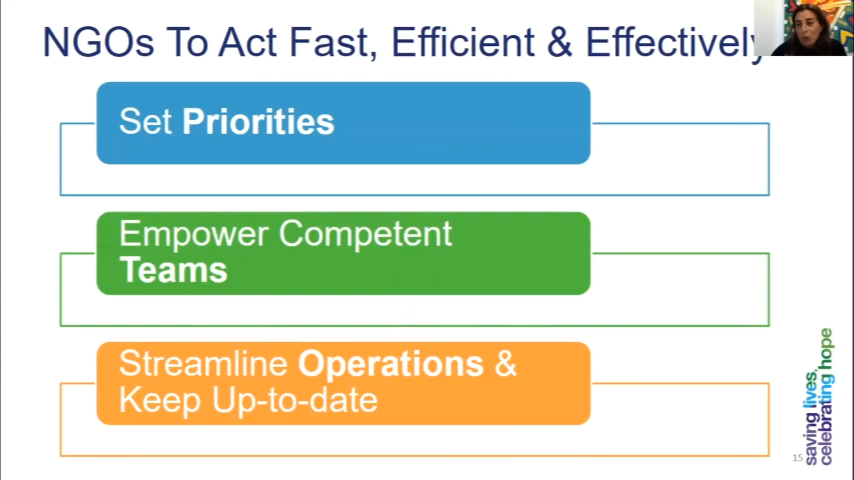 NGOs To Act Fast, Efficient & Effectively
Set Priorities
Empower Competent
Teams
Streamline Operations &
Keep Up-to-date
15
saving lives,
celebrating hope